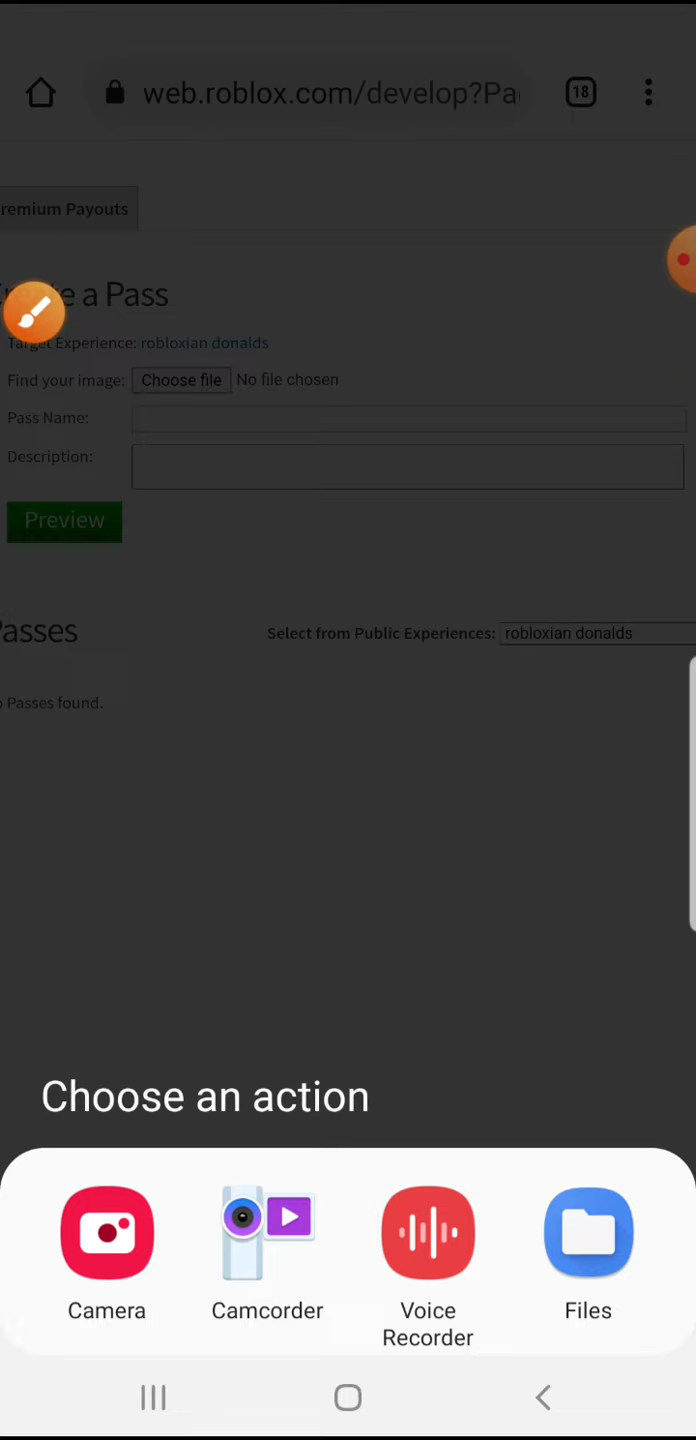 web.roblox.com/develop?Pa
18
remium Payouts
e a Pass
Target Experience: robloxian donalds
Find your image: Choose file No file chosen
Pass Name:
Description:
Preview
asses
Select from Public Experiences: robloxian donalds
o Passes found.
Choose an action
Camera
Camcorder
Voice
Recorder
Files